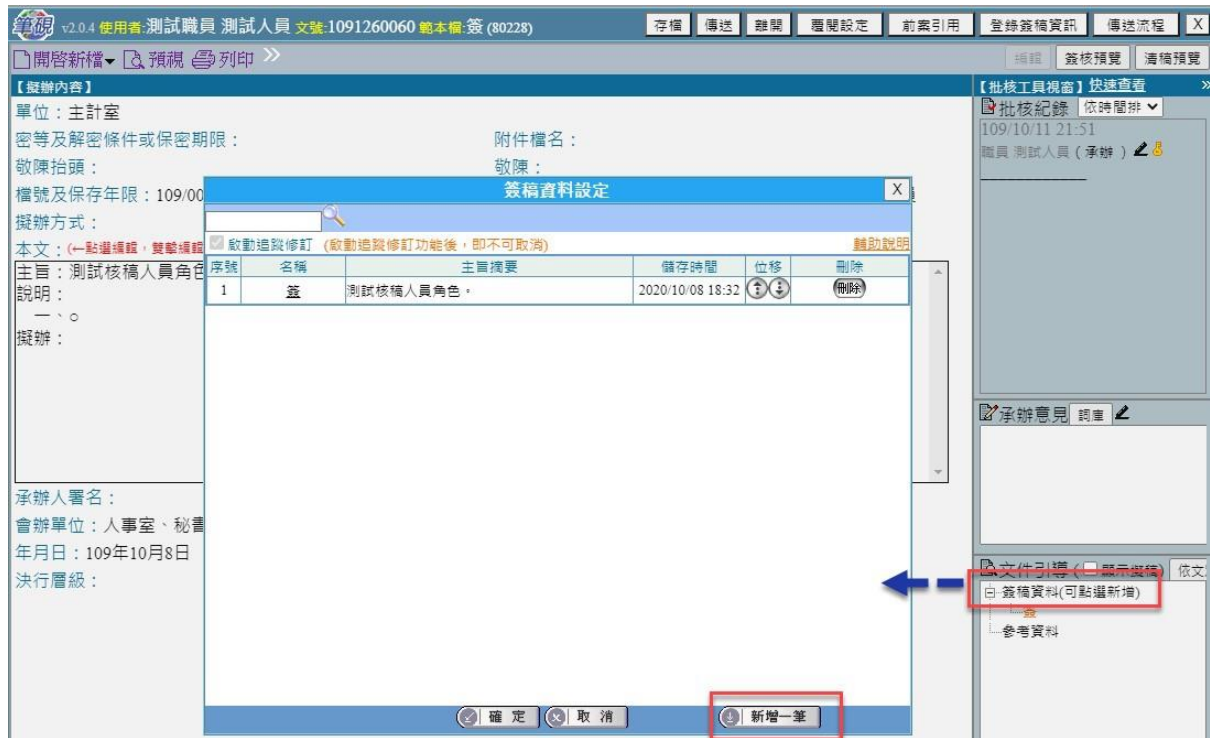 筆硯 v2.0.4 使用者:測試職員 測試人員 文號:1091260060 範本檔:簽 (80228) 存檔 傳送 離開 覆閱設定 前案引用 登錄簽稿資訊 傳送流程 X
開啓新檔 預視 列印 編輯 簽核預覽 清稿預覽
【擬辦內容】
單位：主計室
密等及解密條件或保密期限： 附件檔名：
敬陳抬頭： 敬陳：
檔號及保存年限：109/00
擬辦方式：
本文：(←點選編輯，雙擊編輯
主旨：測試核稿人員角色
說明：
一、○
擬辦：
承辦人署名：
會辦單位：人事室、秘書
年月日：109年10月8日
決行層級：
簽稿資料設定 X
啟動追蹤修訂 (啟動追蹤修訂功能後，即不可取消) 輔助說明
序號 名稱 主旨摘要 儲存時間 位移 刪除
1 簽 測試核稿人員角色。 2020/10/08 18:32 刪除
確定 取消 新增一筆
【批核工具視窗】快速查看 »
批核紀錄 依時間排
109/10/11 21:51
職員 測試人員 ( 承辦 )
承辦意見 詞庫
文件引導 ( 顯示擬稿) 依文
簽稿資料(可點選新增)
簽
參考資料